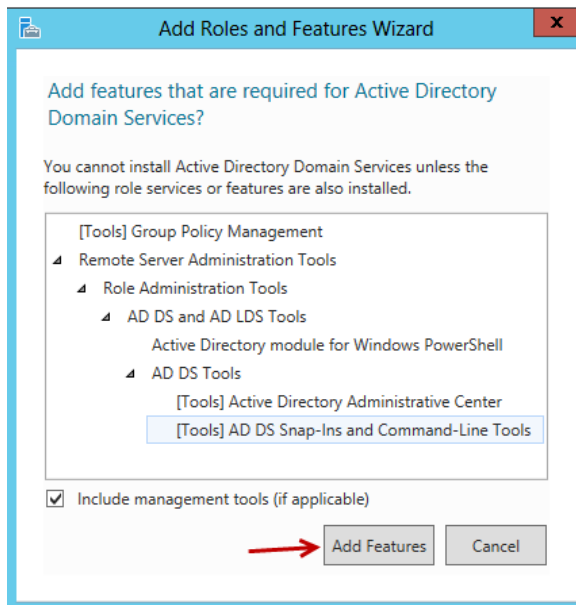 Add Roles and Features Wizard
x
Add features that are required for Active Directory
Domain Services?
You cannot install Active Directory Domain Services unless the
following role services or features are also installed.
[Tools] Group Policy Management
Remote Server Administration Tools
Role Administration Tools
AD DS and AD LDS Tools
Active Directory module for Windows PowerShell
AD DS Tools
[Tools] Active Directory Administrative Center
[Tools] AD DS Snap-Ins and Command-Line Tools
Include management tools (if applicable)
Add Features
Cancel